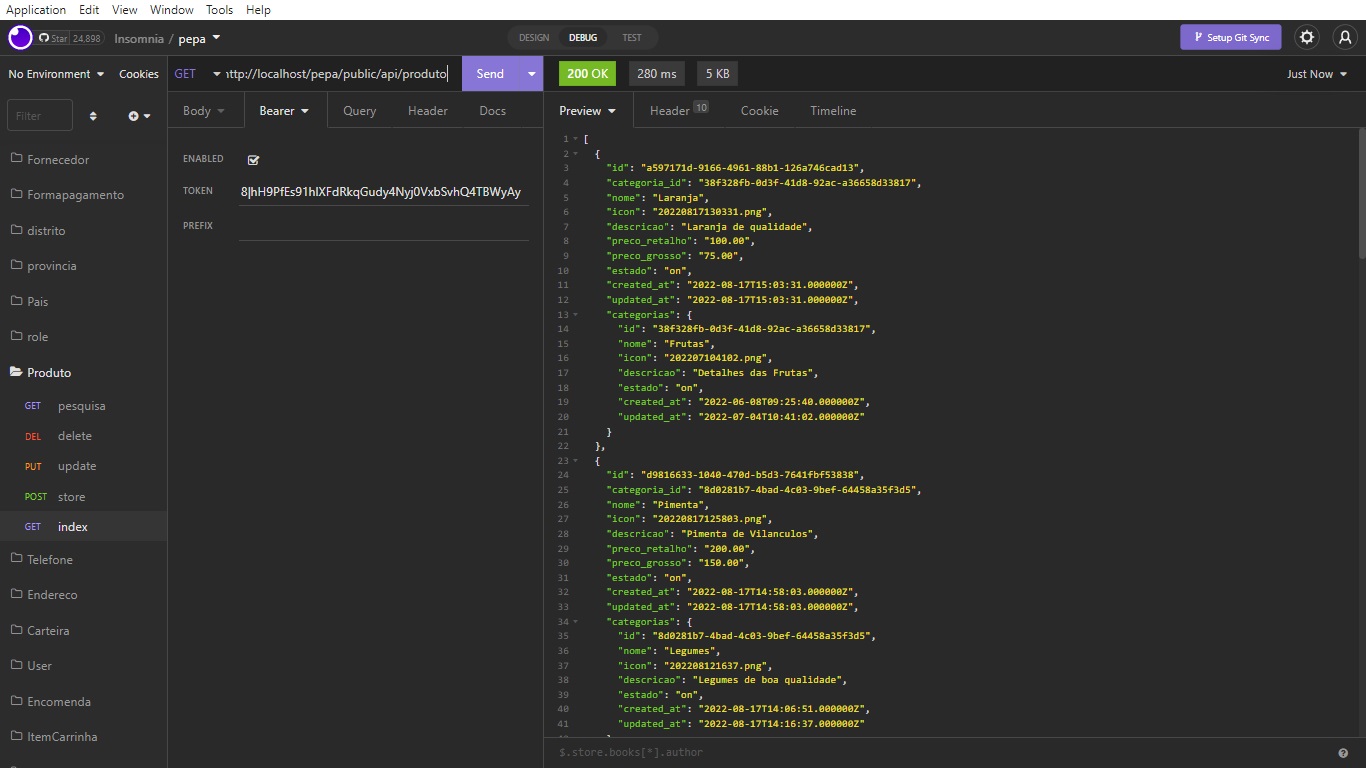 Application Edit View Window Tools Help
Star 24,898 Insomnia / pepa DESIGN DEBUG TEST Setup Git Sync
No Environment Cookies
GET ttp://localhost/pepa/public/api/produto Send
200 OK 280 ms 5 KB Just Now
Filter
Body Bearer Query Header Docs
Preview Header 10 Cookie Timeline
Fornecedor
Formapagamento
distrito
provincia
Pais
role
Produto
GET pesquisa
DEL delete
PUT update
POST store
GET index
Telefone
Endereco
Carteira
User
Encomenda
ItemCarrinha
ENABLED
TOKEN 8|hH9PfEs91hlXFdRkqGudy4Nyj0VxbSvhQ4TBWyAy
PREFIX
1 [
2 {
3 "id": "a597171d-9166-4961-88b1-126a746cad13",
4 "categoria_id": "38f328fb-0d3f-41d8-92ac-a36658d33817",
5 "nome": "Laranja",
6 "icon": "20220817130331.png",
7 "descricao": "Laranja de qualidade",
8 "preco_retalho": "100.00",
9 "preco_grosso": "75.00",
10 "estado": "on",
11 "created_at": "2022-08-17T15:03:31.000000Z",
12 "updated_at": "2022-08-17T15:03:31.000000Z",
13 "categorias": {
14 "id": "38f328fb-0d3f-41d8-92ac-a36658d33817",
15 "nome": "Frutas",
16 "icon": "202207104102.png",
17 "descricao": "Detalhes das Frutas",
18 "estado": "on",
19 "created_at": "2022-06-08T09:25:40.000000Z",
20 "updated_at": "2022-07-04T10:41:02.000000Z"
21 }
22 },
23 {
24 "id": "d9816633-1040-470d-b5d3-7641fbf53838",
25 "categoria_id": "8d0281b7-4bad-4c03-9bef-64458a35f3d5",
26 "nome": "Pimenta",
27 "icon": "20220817125803.png",
28 "descricao": "Pimenta de Vilanculos",
29 "preco_retalho": "200.00",
30 "preco_grosso": "150.00",
31 "estado": "on",
32 "created_at": "2022-08-17T14:58:03.000000Z",
33 "updated_at": "2022-08-17T14:58:03.000000Z",
34 "categorias": {
35 "id": "8d0281b7-4bad-4c03-9bef-64458a35f3d5",
36 "nome": "Legumes",
37 "icon": "202208121637.png",
38 "descricao": "Legumes de boa qualidade",
39 "estado": "on",
40 "created_at": "2022-08-17T14:06:51.000000Z",
41 "updated_at": "2022-08-17T14:16:37.000000Z"
$.store.books[*].author